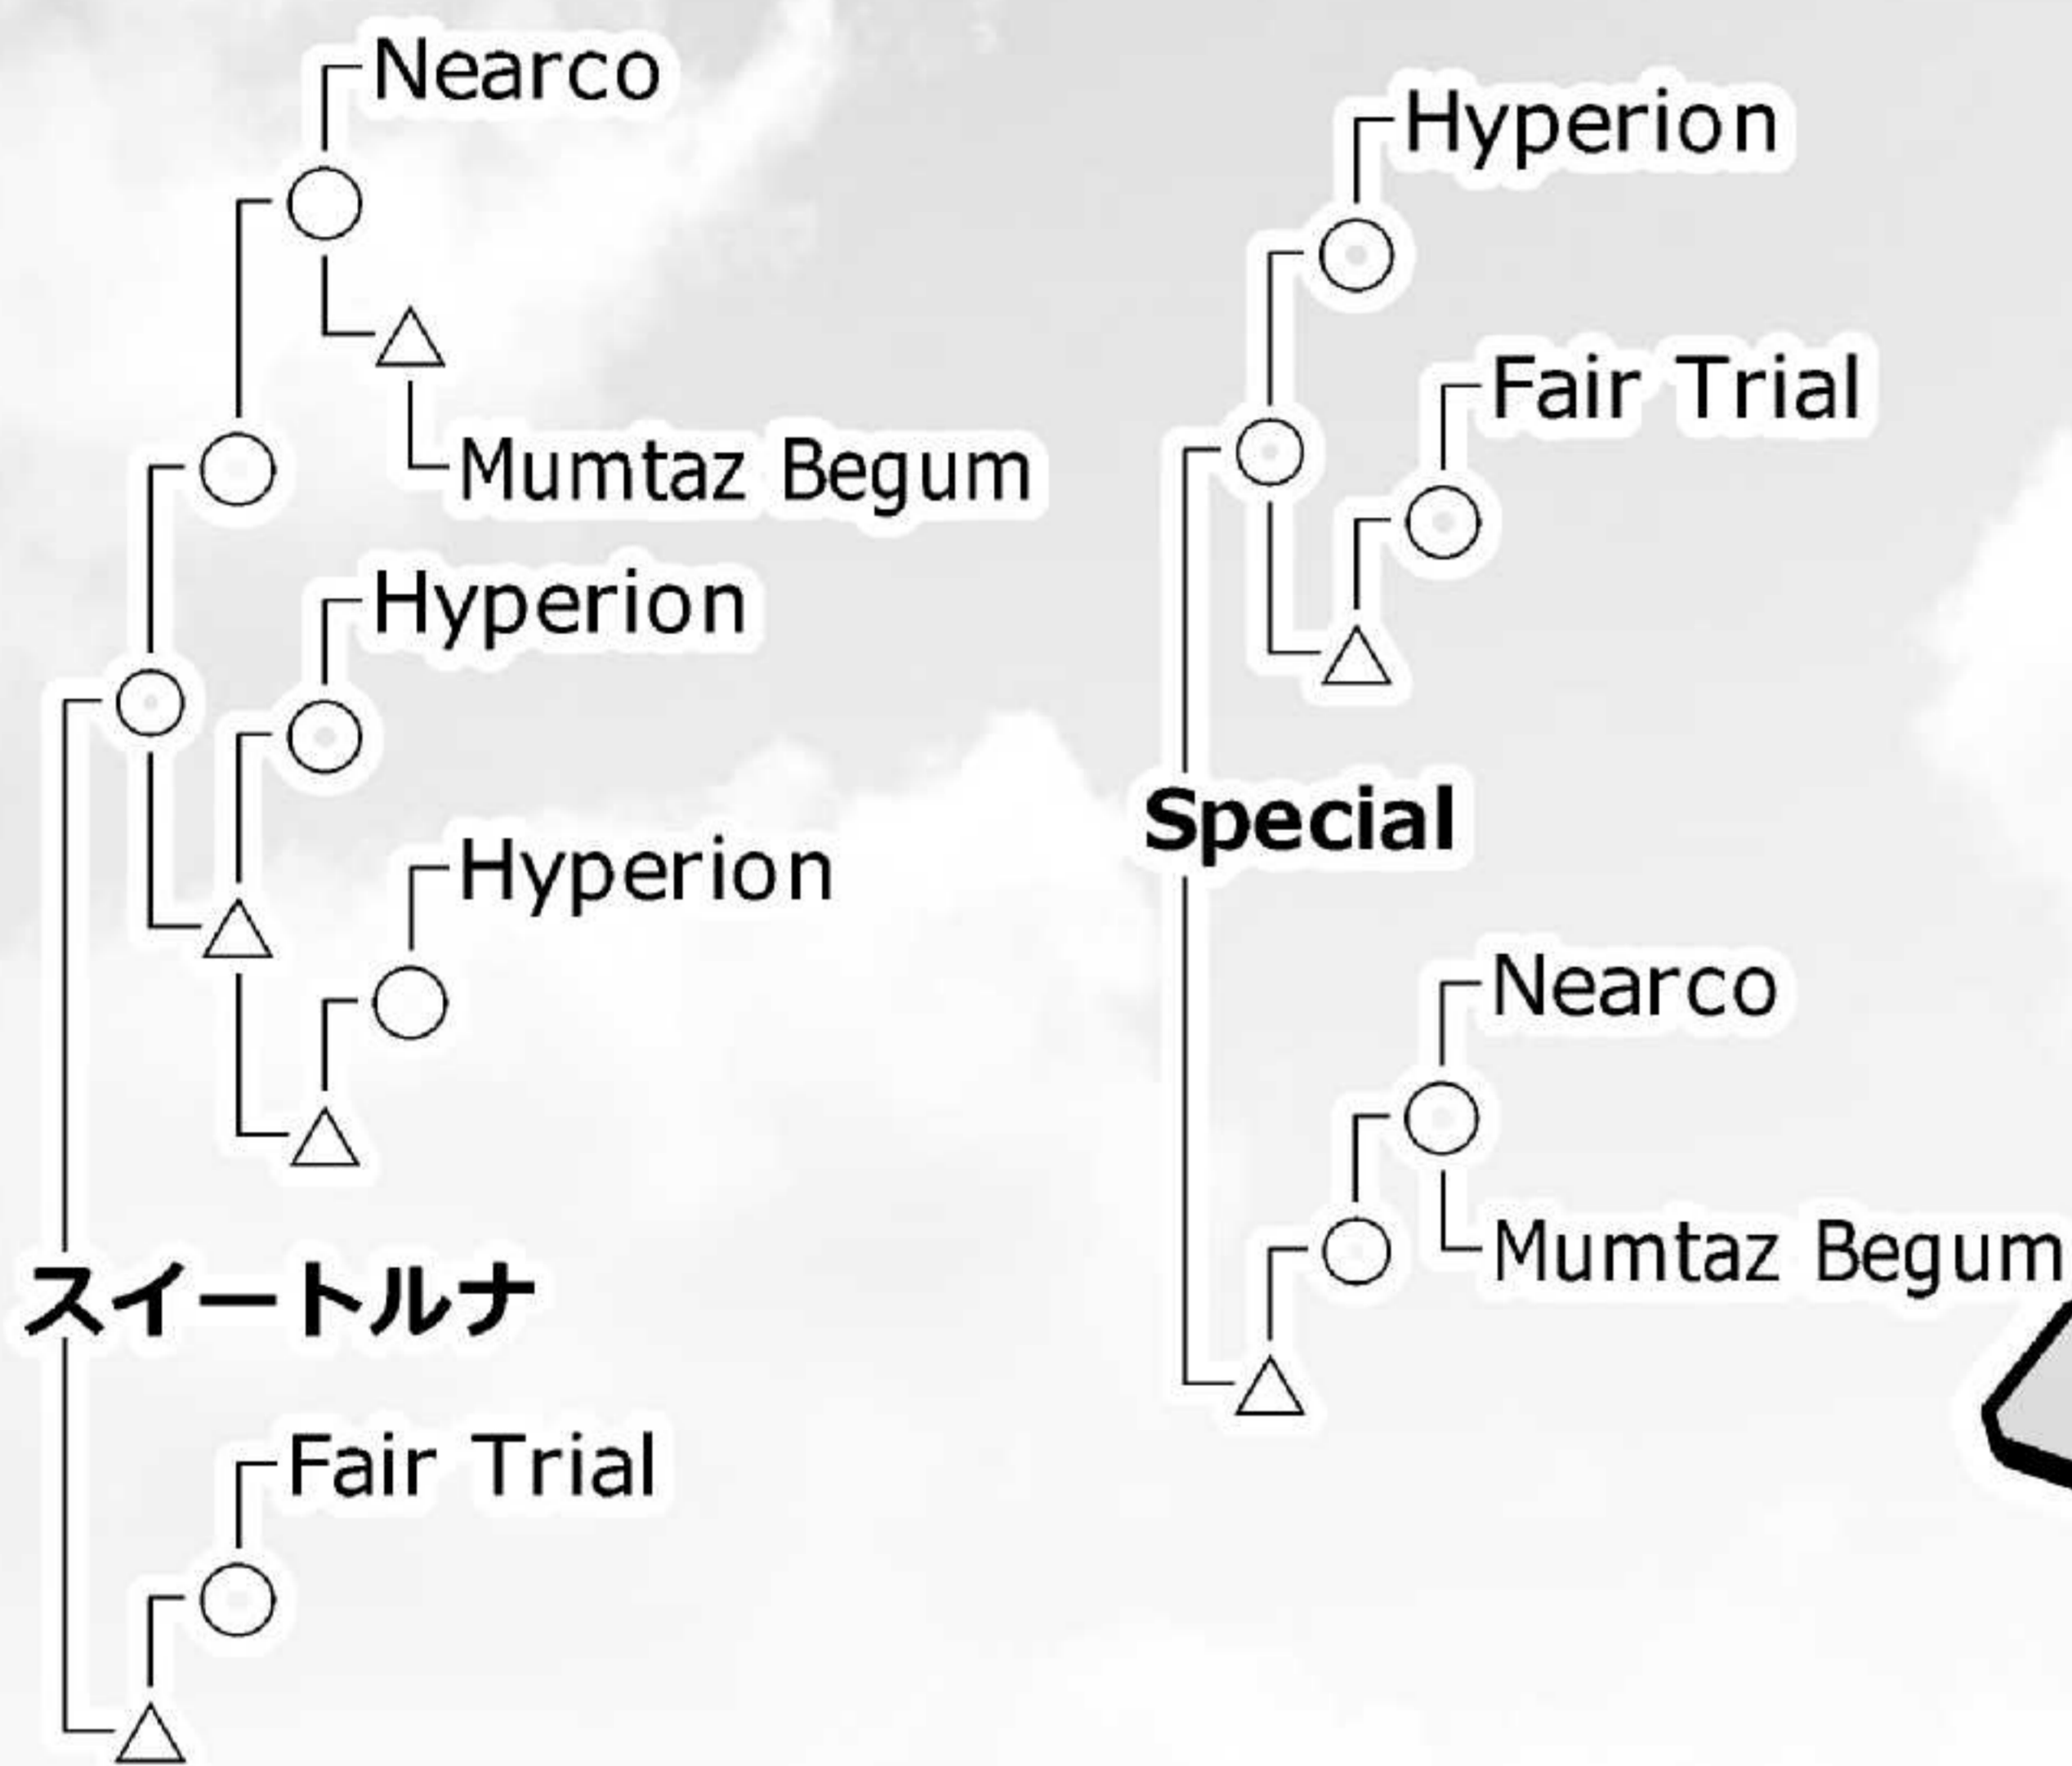 Nearco
Mumtaz Begum
Hyperion
Hyperion
スイートルナ
Fair Trial
Hyperion
Fair Trial
Special
Nearco
Mumtaz Begum